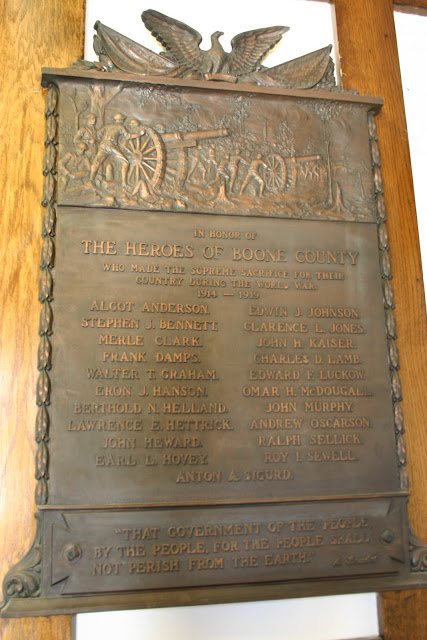 IN HONOR OF
THE HEROES OF BOONE COUNTY
WHO MADE THE SUPREME SACRIFICE FOR THEIR
COUNTRY DURING THE WORLD WAR
1914 — 1919
ALGOT ANDERSON.
STEPHEN J. BENNETT
MERLE CLARK.
FRANK DAMPS.
WALTER T. GRAHAM.
ERON J. HANSON.
BERTHOLD N. HELLAND.
LAWRENCE E. HETTRICK.
JOHN HEWARD.
EARL L. HOVEY
EDWIN J. JOHNSON.
CLARENCE L. JONES.
JOHN H. KAISER.
CHARLES D. LAMB.
EDWARD F. LUCKOW.
OMAR H. McDOUGALL.
JOHN MURPHY.
ANDREW OSCARSON.
RALPH SELLICK.
ROY I. SEWELL.
ANTON A. SIGURD.
"THAT GOVERNMENT OF THE PEOPLE,
BY THE PEOPLE, FOR THE PEOPLE SHALL
NOT PERISH FROM THE EARTH."